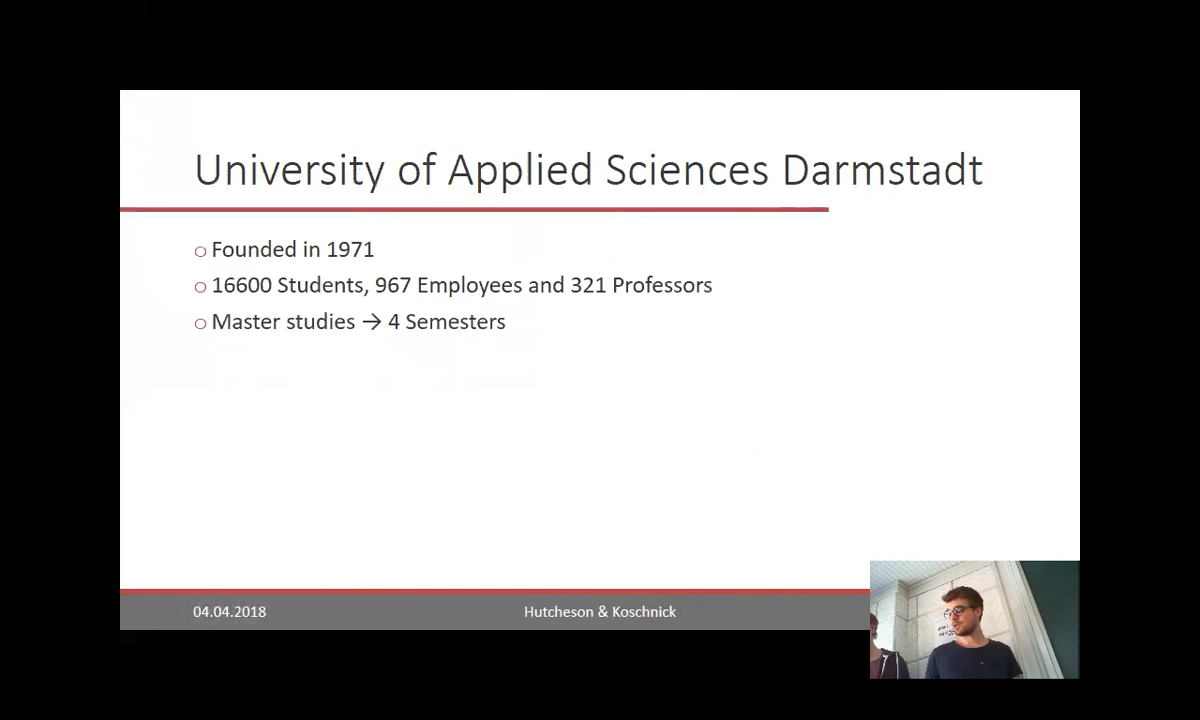 University of Applied Sciences Darmstadt
○ Founded in 1971
○ 16600 Students, 967 Employees and 321 Professors
○ Master studies → 4 Semesters
04.04.2018
Hutcheson & Koschnick